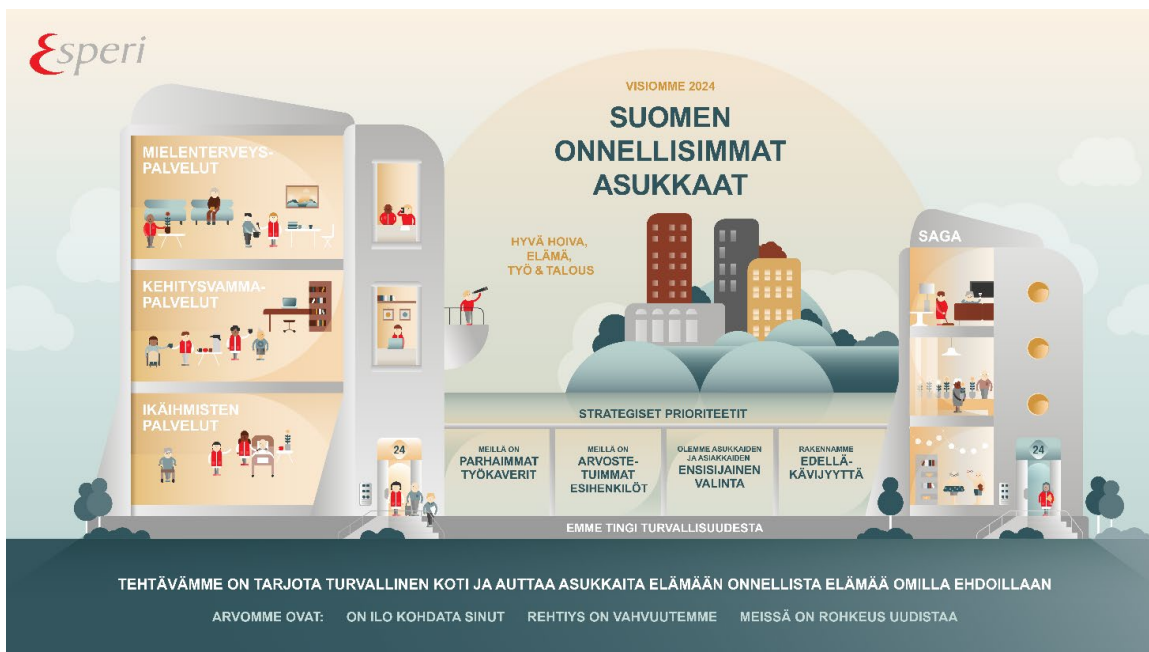 Esperi
VISIOMME 2024
SUOMEN
ONNELLISIMMAT
ASUKKAAT
HYVÄ HOIVA,
ELÄMÄ,
TYÖ & TALOUS
MIELENTERVEYS-
PALVELUT
KEHITYSVAMMA-
PALVELUT
IKÄIHMISTEN
PALVELUT
24
SAGA
24
STRATEGISET PRIORITEETIT
MEILLÄ ON
PARHAIMMAT
TYÖKAVERIT
MEILLÄ ON
ARVOSTE-
TUIMMAT
ESIHENKILÖT
OLEMME ASUKKAIDEN
JA ASIAKKAIDEN
ENSISIJAINEN
VALINTA
RAKENNAMME
EDELLÄ-
KÄVIJYYTTÄ
EMME TINGI TURVALLISUUDESTA
TEHTÄVÄMME ON TARJOTA TURVALLINEN KOTI JA AUTTAA ASUKKAITA ELÄMÄÄN ONNELLISTA ELÄMÄÄ OMILLA EHDOILLAAN
ARVOMME OVAT: ON ILO KOHDATA SINUT REHTIYS ON VAHVUUTEMME MEISSÄ ON ROHKEUS UUDISTAA